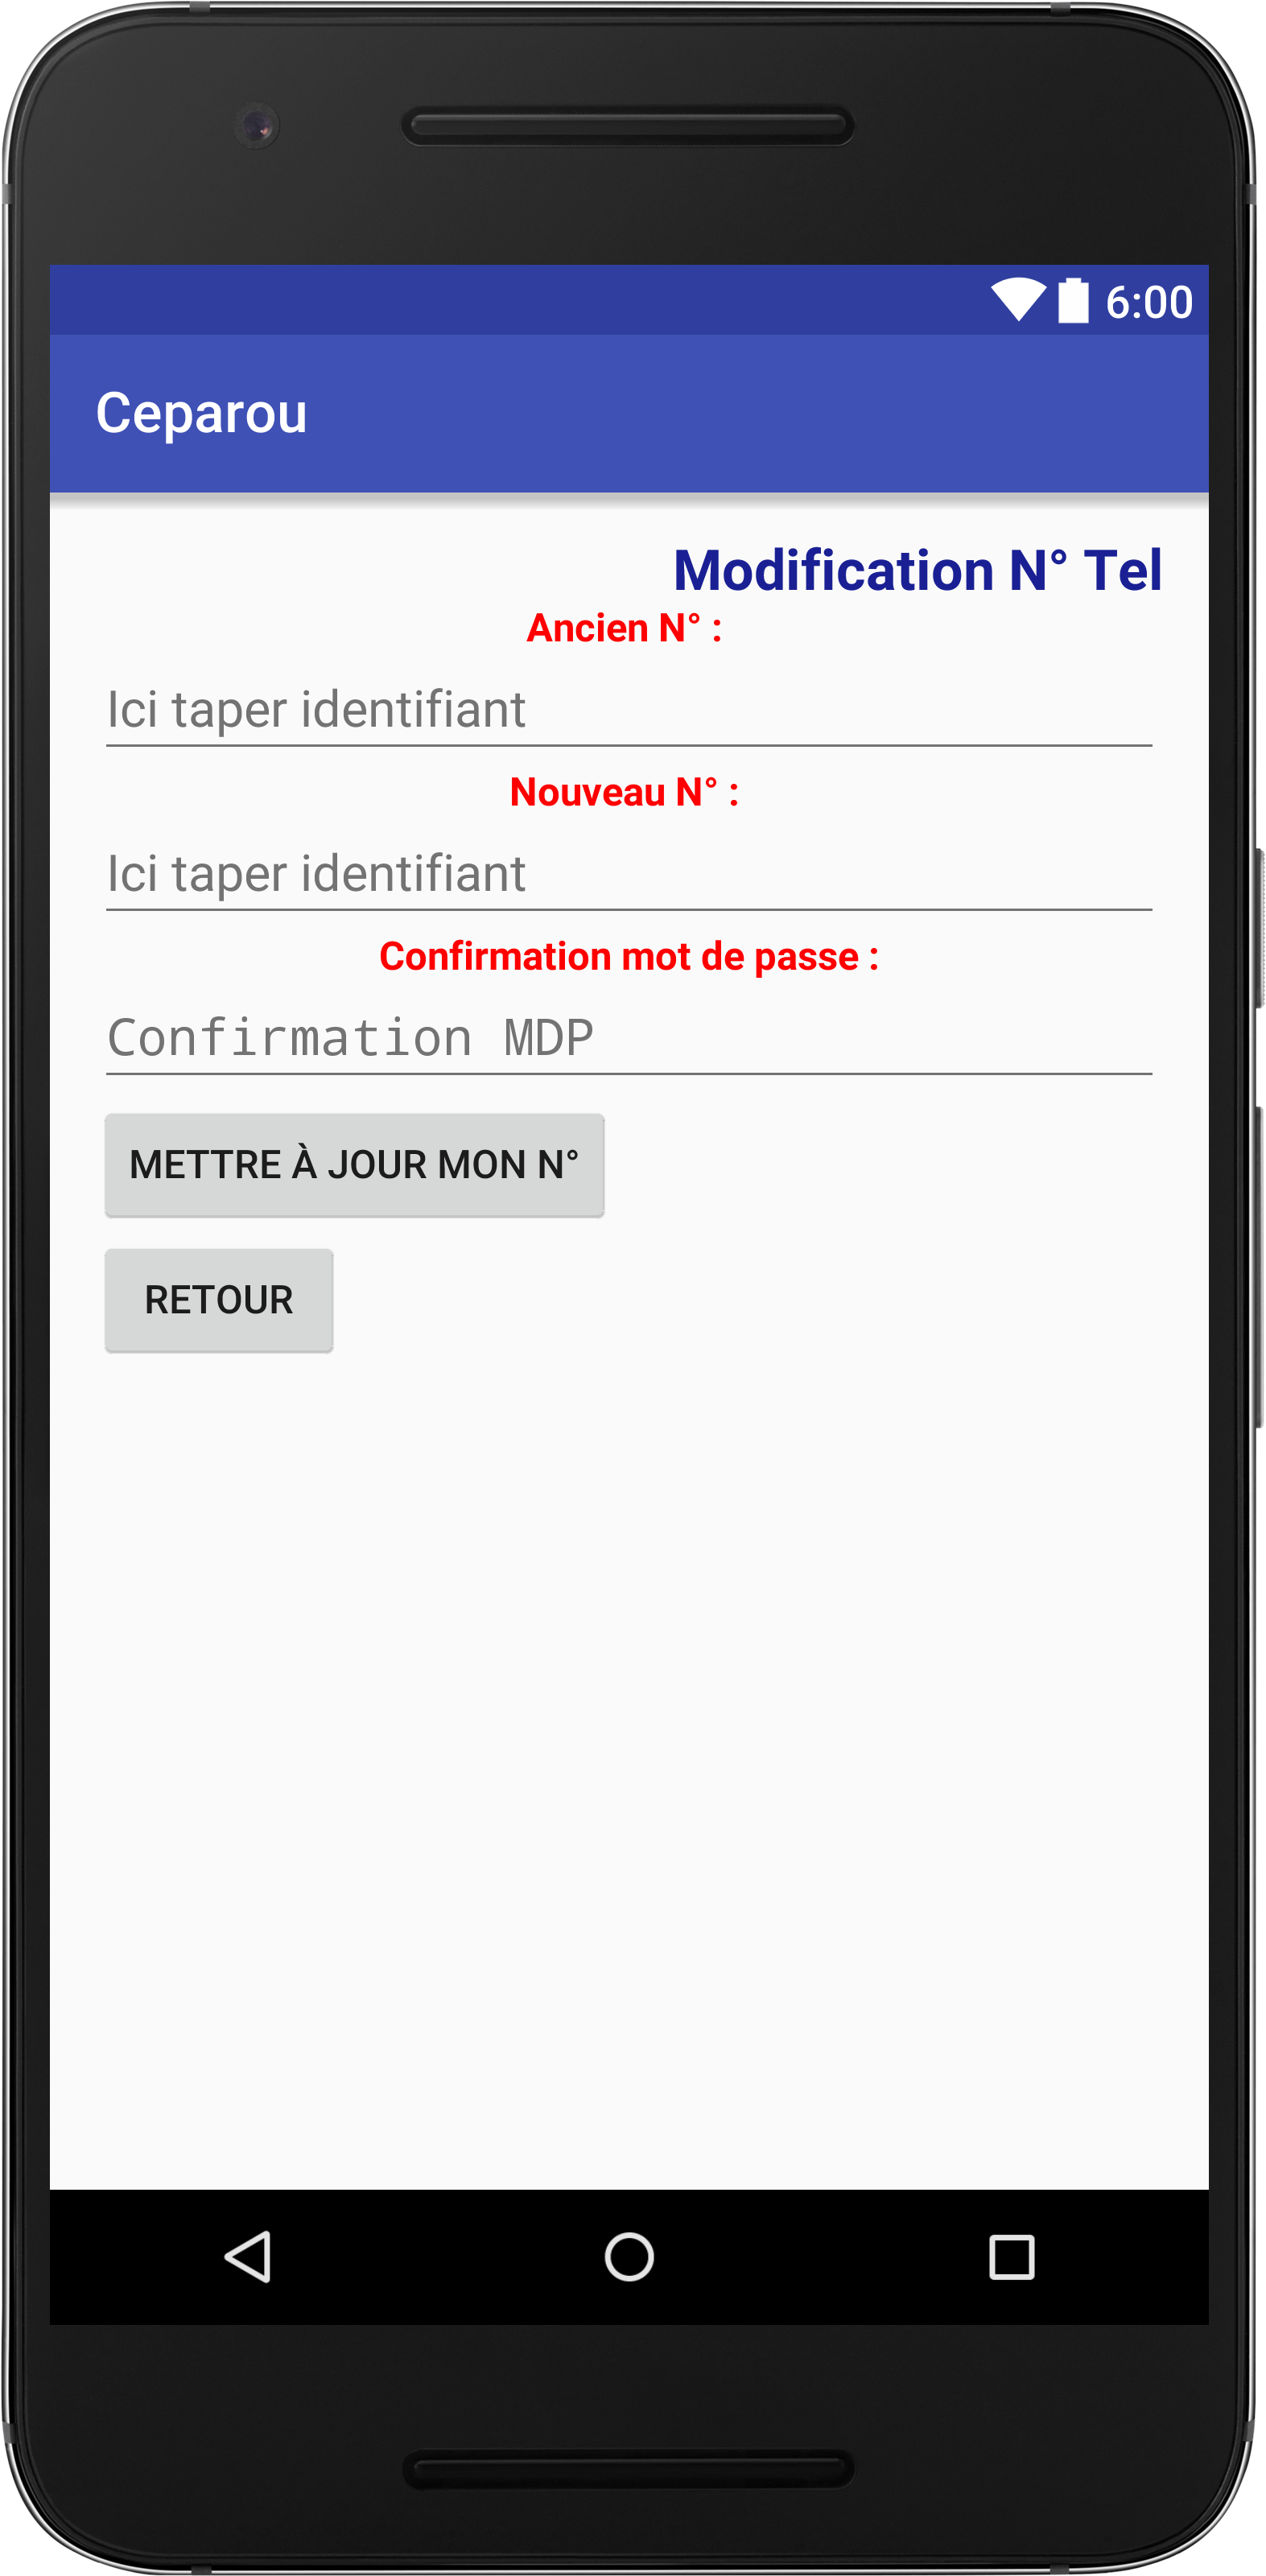 6:00
Ceparou
Modification N° Tel
Ancien N° :
Ici taper identifiant
Nouveau N° :
Ici taper identifiant
Confirmation mot de passe :
Confirmation MDP
METTRE À JOUR MON N°
RETOUR